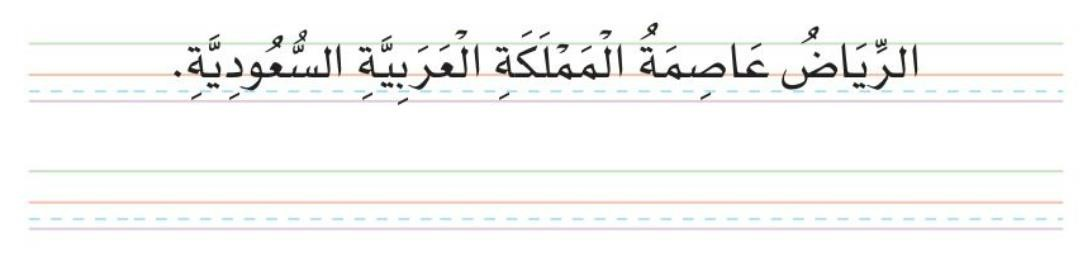 الرِّيَاضُ عَاصِمَةُ الْمَمْلَكَةِ الْعَرَبِيَّةِ السُّعُودِيَّةِ.